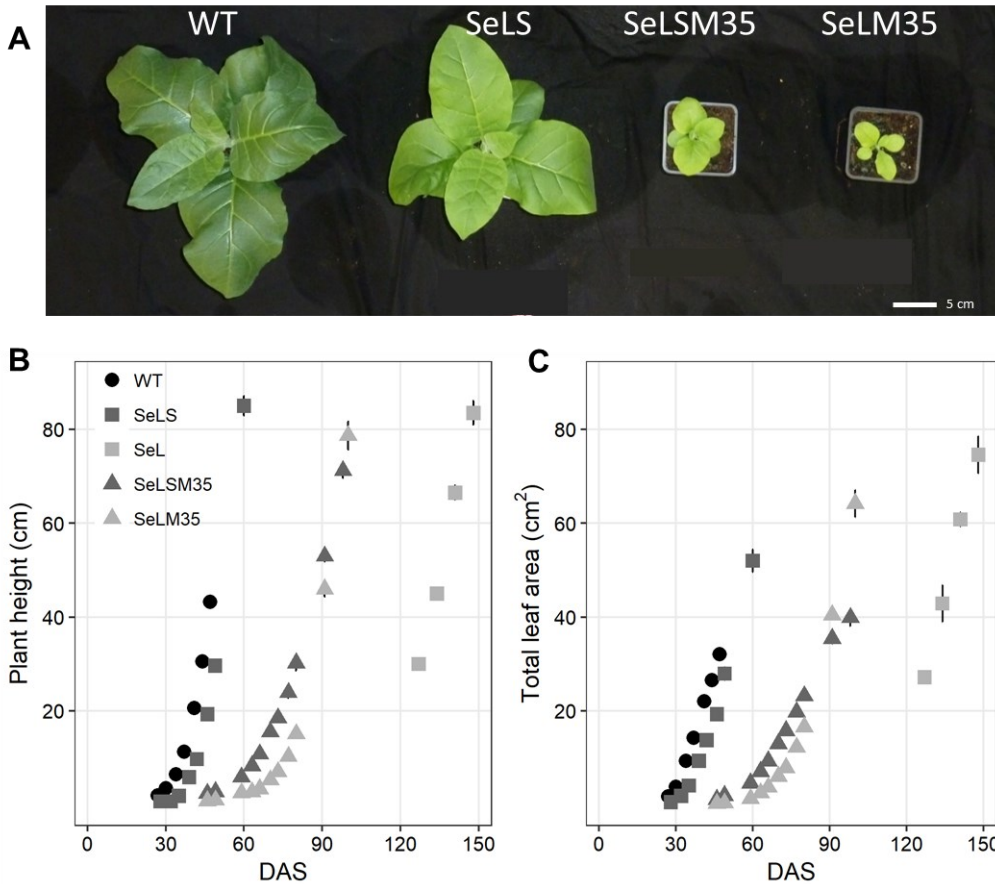 A
WT SeLS SeLSM35 SeLM35
5 cm
B
WT
SeLS
SeL
SeLSM35
SeLM35
80
60
40
20
Plant height (cm)
0 30 60 90 120 150
DAS
C
80
60
40
20
Total leaf area (cm²)
0 30 60 90 120 150
DAS